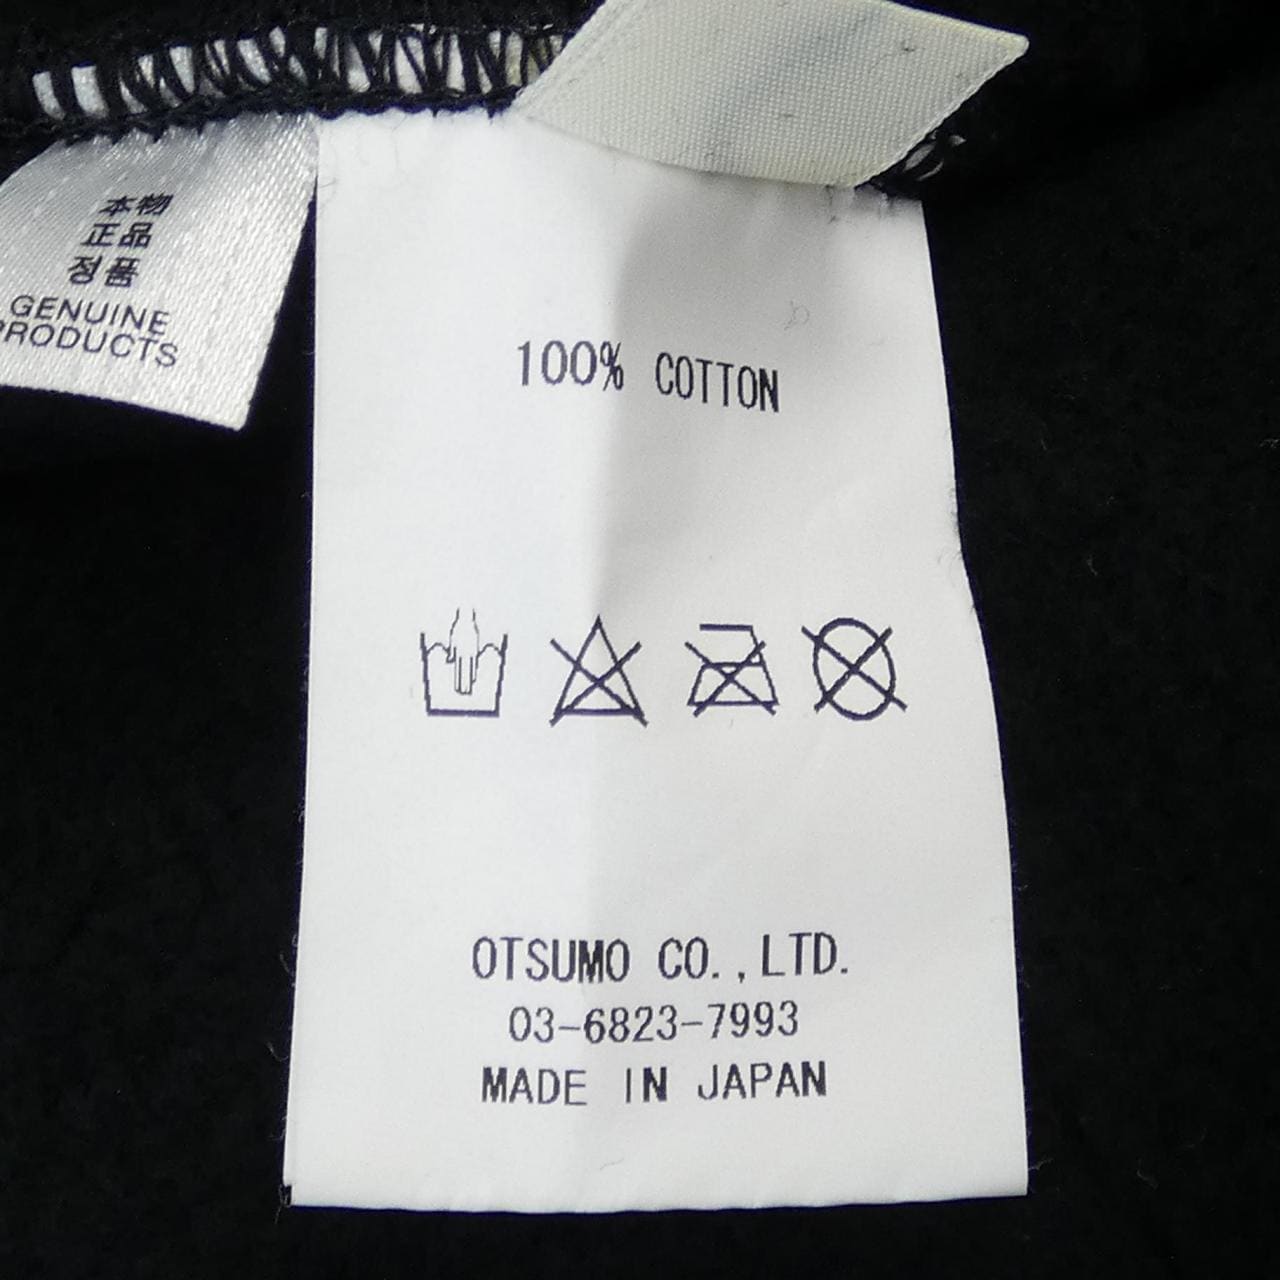 本物
正品
정품
GENUINE
PRODUCTS
100% COTTON
OTSUMO CO.,LTD.
03-6823-7993
MADE IN JAPAN